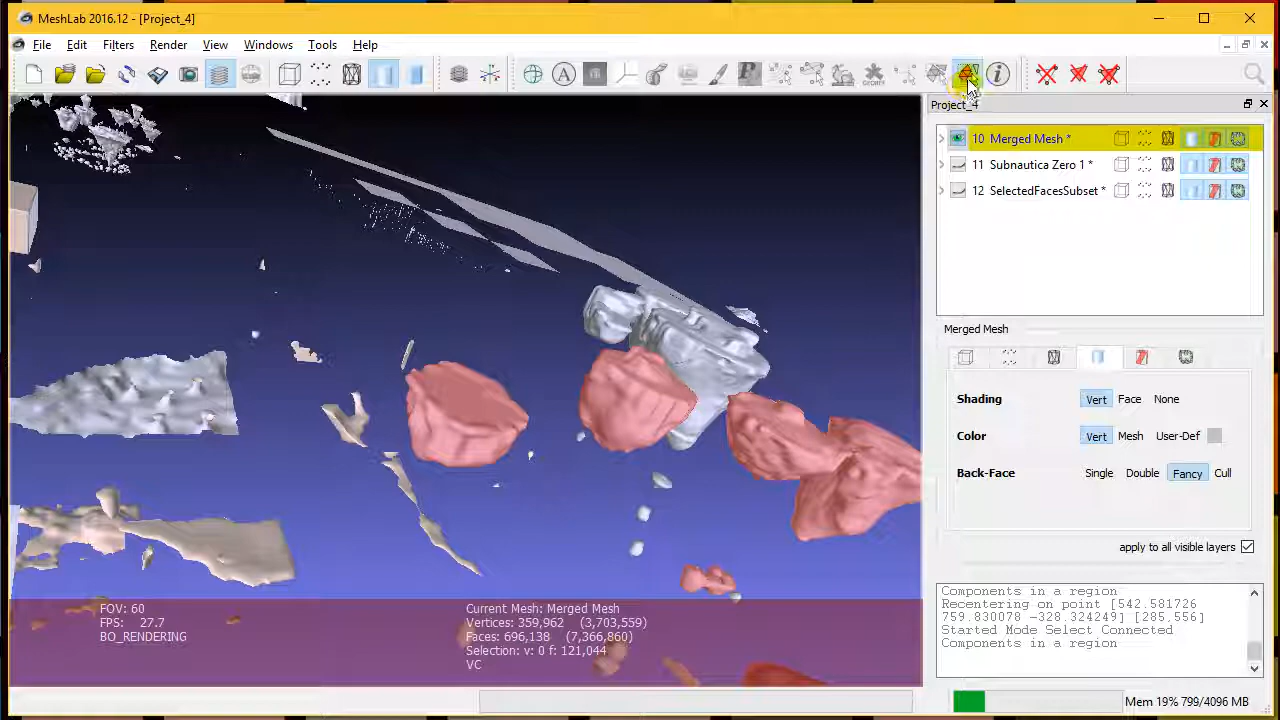 MeshLab 2016.12 - [Project_4]
File Edit Filters Render View Windows Tools Help
Project_4
10 Merged Mesh *
11 Subnautica Zero 1 *
12 SelectedFacesSubset *
Merged Mesh
Shading Vert Face None
Color Vert Mesh User-Def
Back-Face Single Double Fancy Cull
apply to all visible layers
Components in a region
Recentering on point [542.581726
759.830078 -328.324249] [285.556]
Started Mode Select Connected
Components in a region
FOV: 60
FPS: 27.7
BO_RENDERING
Current Mesh: Merged Mesh
Vertices: 359,962 (3,703,559)
Faces: 696,138 (7,366,860)
Selection: v: 0 f: 121,044
VC
Mem 19% 799/4096 MB